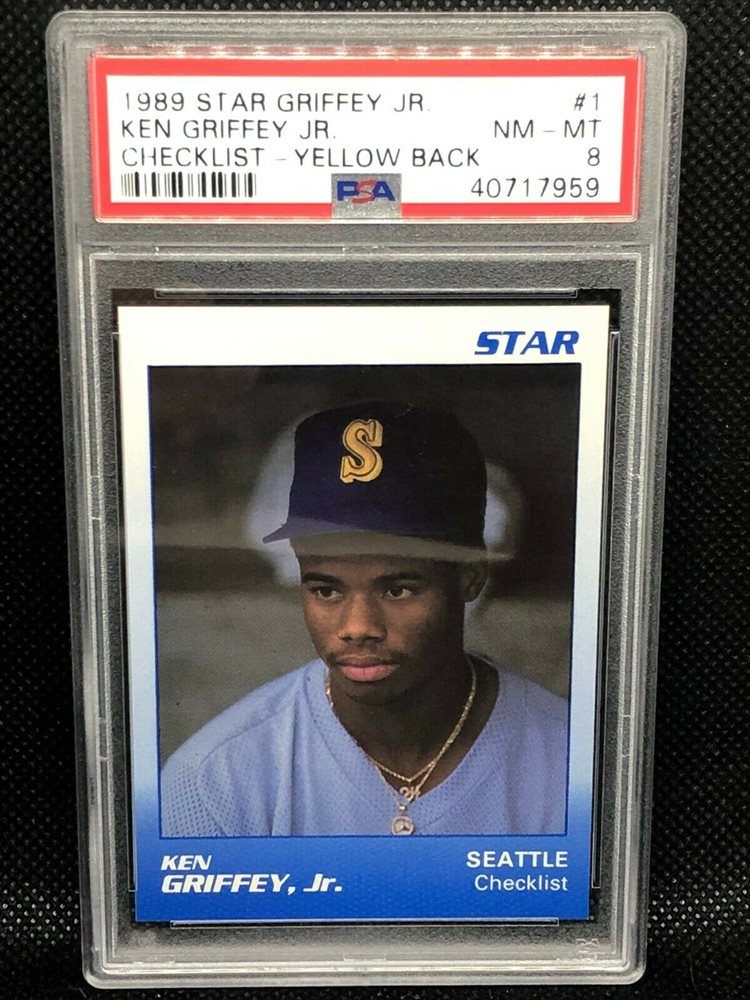 1989 STAR GRIFFEY JR. #1
KEN GRIFFEY JR. NM - MT
CHECKLIST - YELLOW BACK 8
PSA 40717959
STAR
S
24
KEN SEATTLE
GRIFFEY, Jr. Checklist